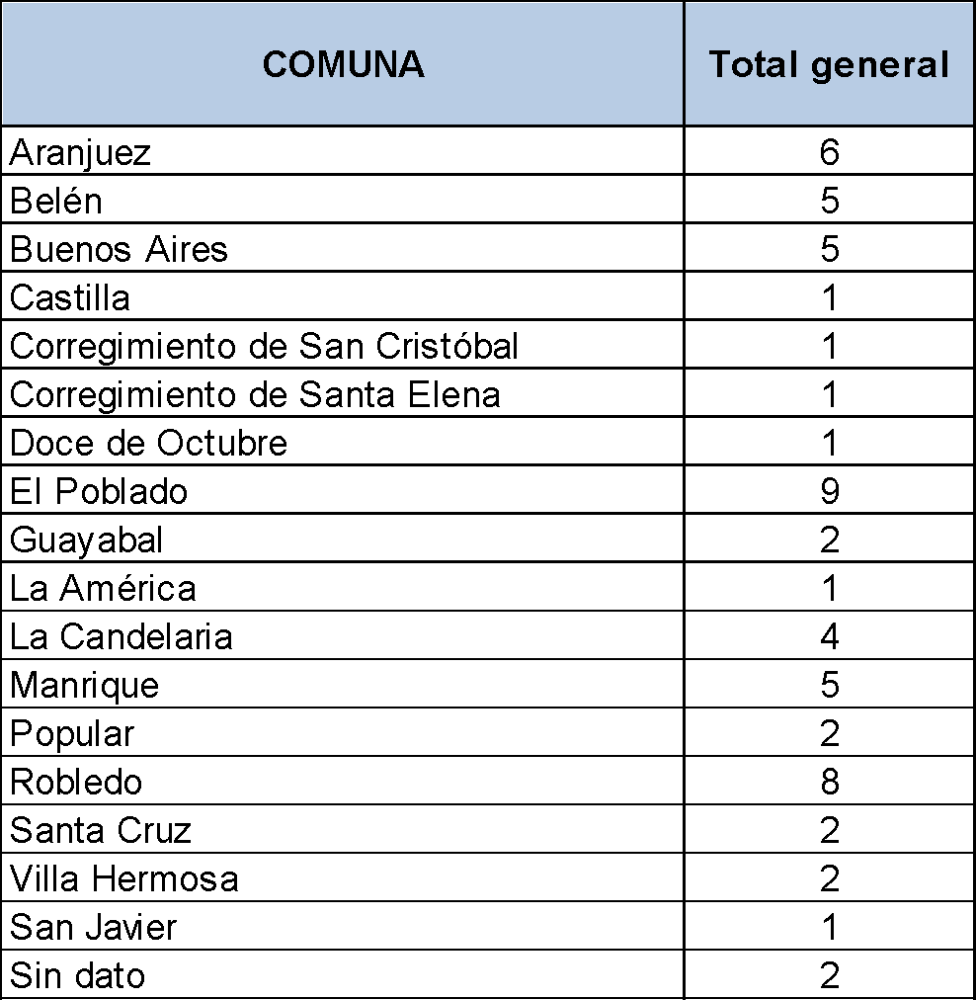 COMUNA Total general
Aranjuez 6
Belén 5
Buenos Aires 5
Castilla 1
Corregimiento de San Cristóbal 1
Corregimiento de Santa Elena 1
Doce de Octubre 1
El Poblado 9
Guayabal 2
La América 1
La Candelaria 4
Manrique 5
Popular 2
Robledo 8
Santa Cruz 2
Villa Hermosa 2
San Javier 1
Sin dato 2